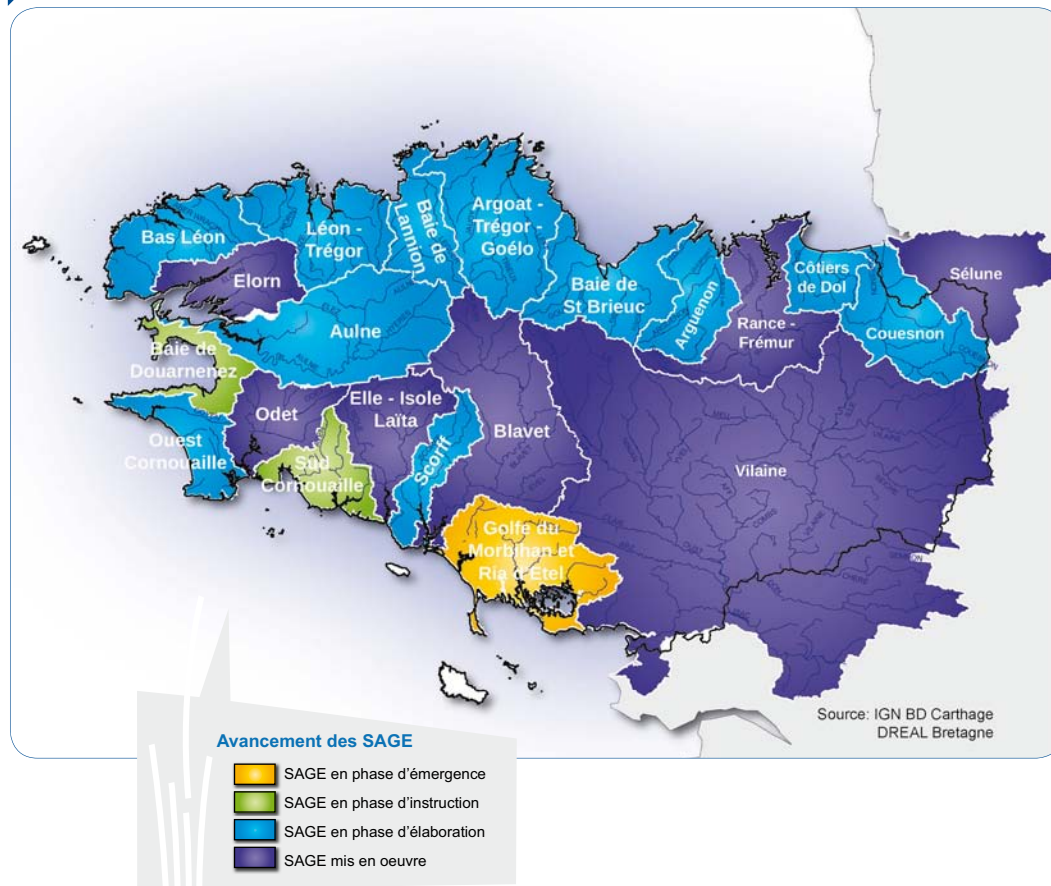 Bas Léon
Léon -
Trégor
Baie de
Lannion
Argoat -
Trégor -
Goélo
Elorn
Aulne
Baie de
St Brieuc
Arguenon
Rance -
Frémur
Côtiers
de Dol
Sélune
Couesnon
Baie de
Douarnenez
Odet
Elle - Isole
Laïta
Blavet
Scorff
Ouest
Cornouaille
Sud
Cornouaille
Vilaine
Golfe du
Morbihan et
Ria d'Etel
Source: IGN BD Carthage
DREAL Bretagne
Avancement des SAGE
SAGE en phase d'émergence
SAGE en phase d'instruction
SAGE en phase d'élaboration
SAGE mis en oeuvre